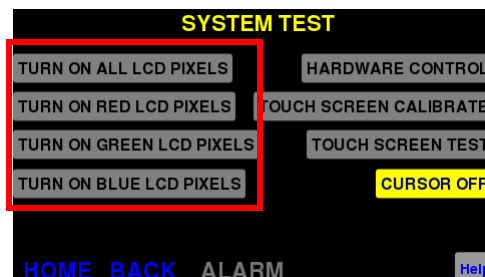 SYSTEM TEST
TURN ON ALL LCD PIXELS
HARDWARE CONTROL
TURN ON RED LCD PIXELS
TOUCH SCREEN CALIBRATE
TURN ON GREEN LCD PIXELS
TOUCH SCREEN TEST
TURN ON BLUE LCD PIXELS
CURSOR OFF
HOME BACK ALARM Help